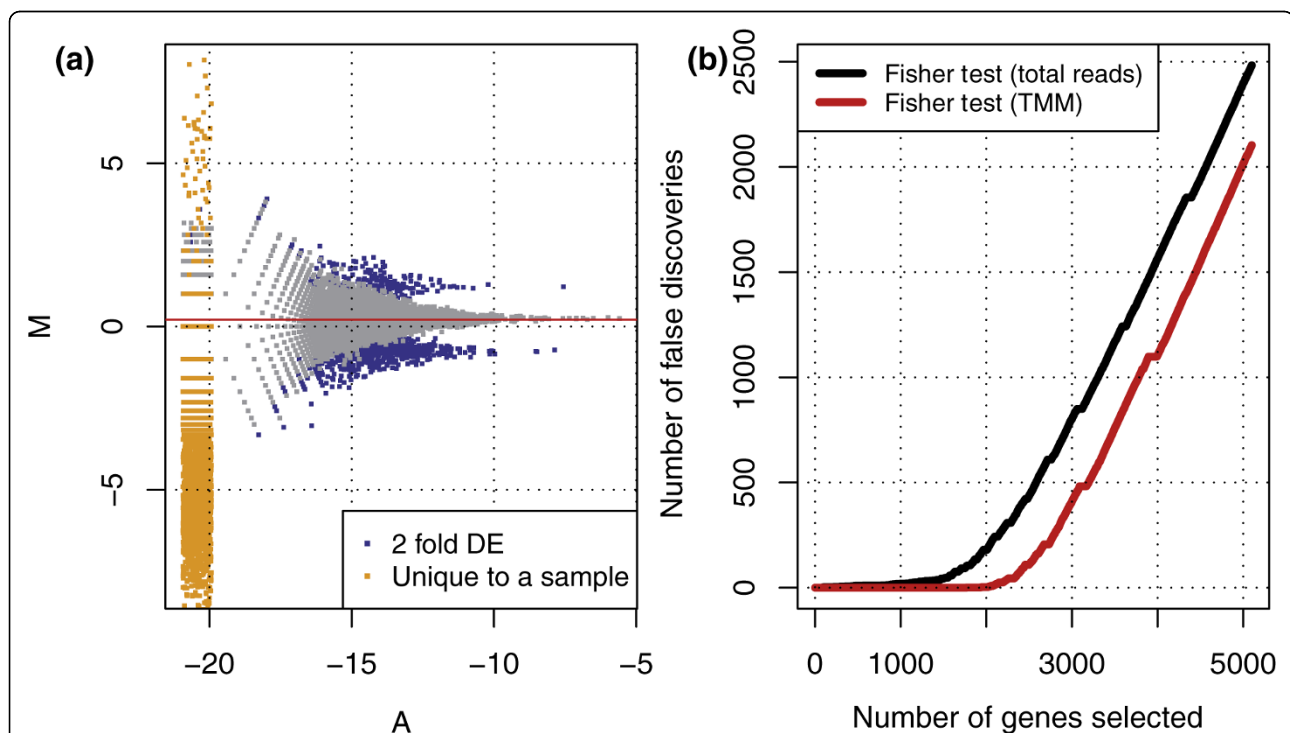 (a)
M
5
0
−5
−20
−15
−10
−5
A
2 fold DE
Unique to a sample
(b)
Number of false discoveries
2500
2000
1500
1000
500
0
0
1000
3000
5000
Number of genes selected
Fisher test (total reads)
Fisher test (TMM)